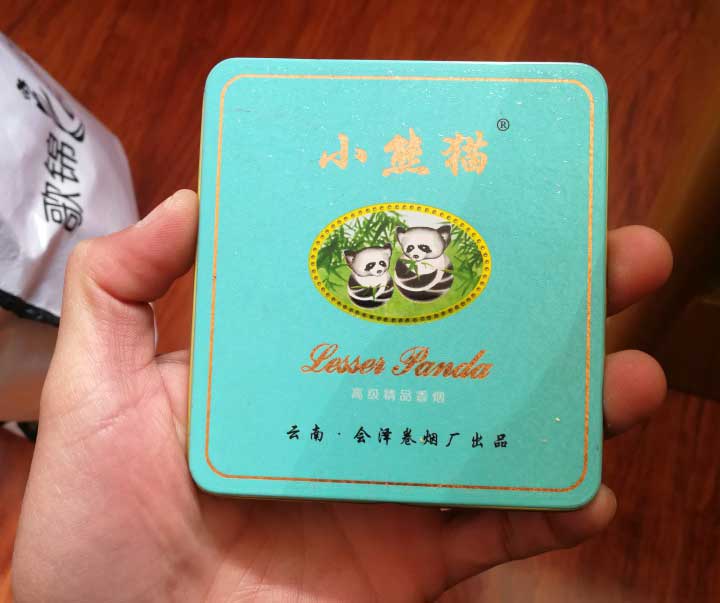 小熊猫®
Lesser Panda
高级精品香烟
云南·会泽卷烟厂出品
歌锦